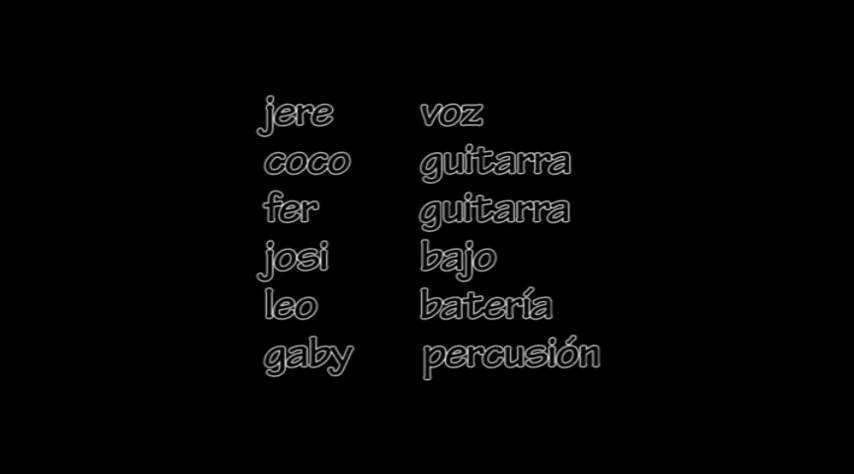 jere voz
coco guitarra
fer guitarra
josi bajo
leo batería
gaby percusión